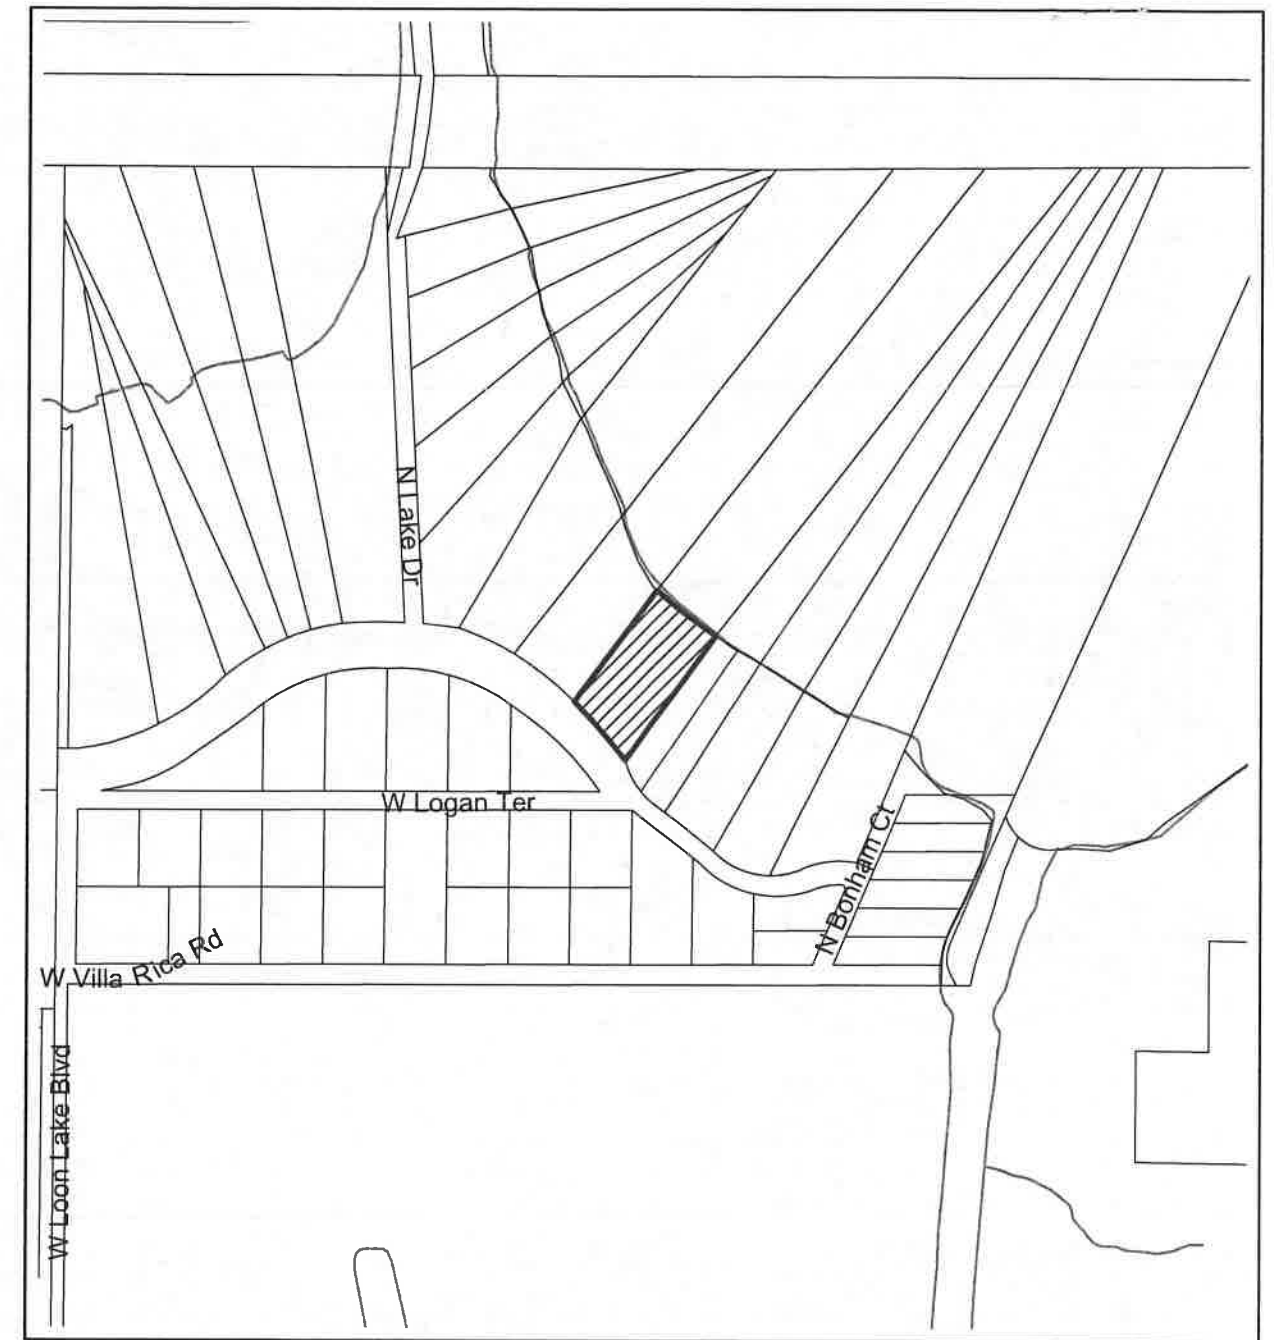 N Lake Dr
W Logan Ter
N Bonham Ct
W Villa Rica Rd
W Loon Lake Blvd